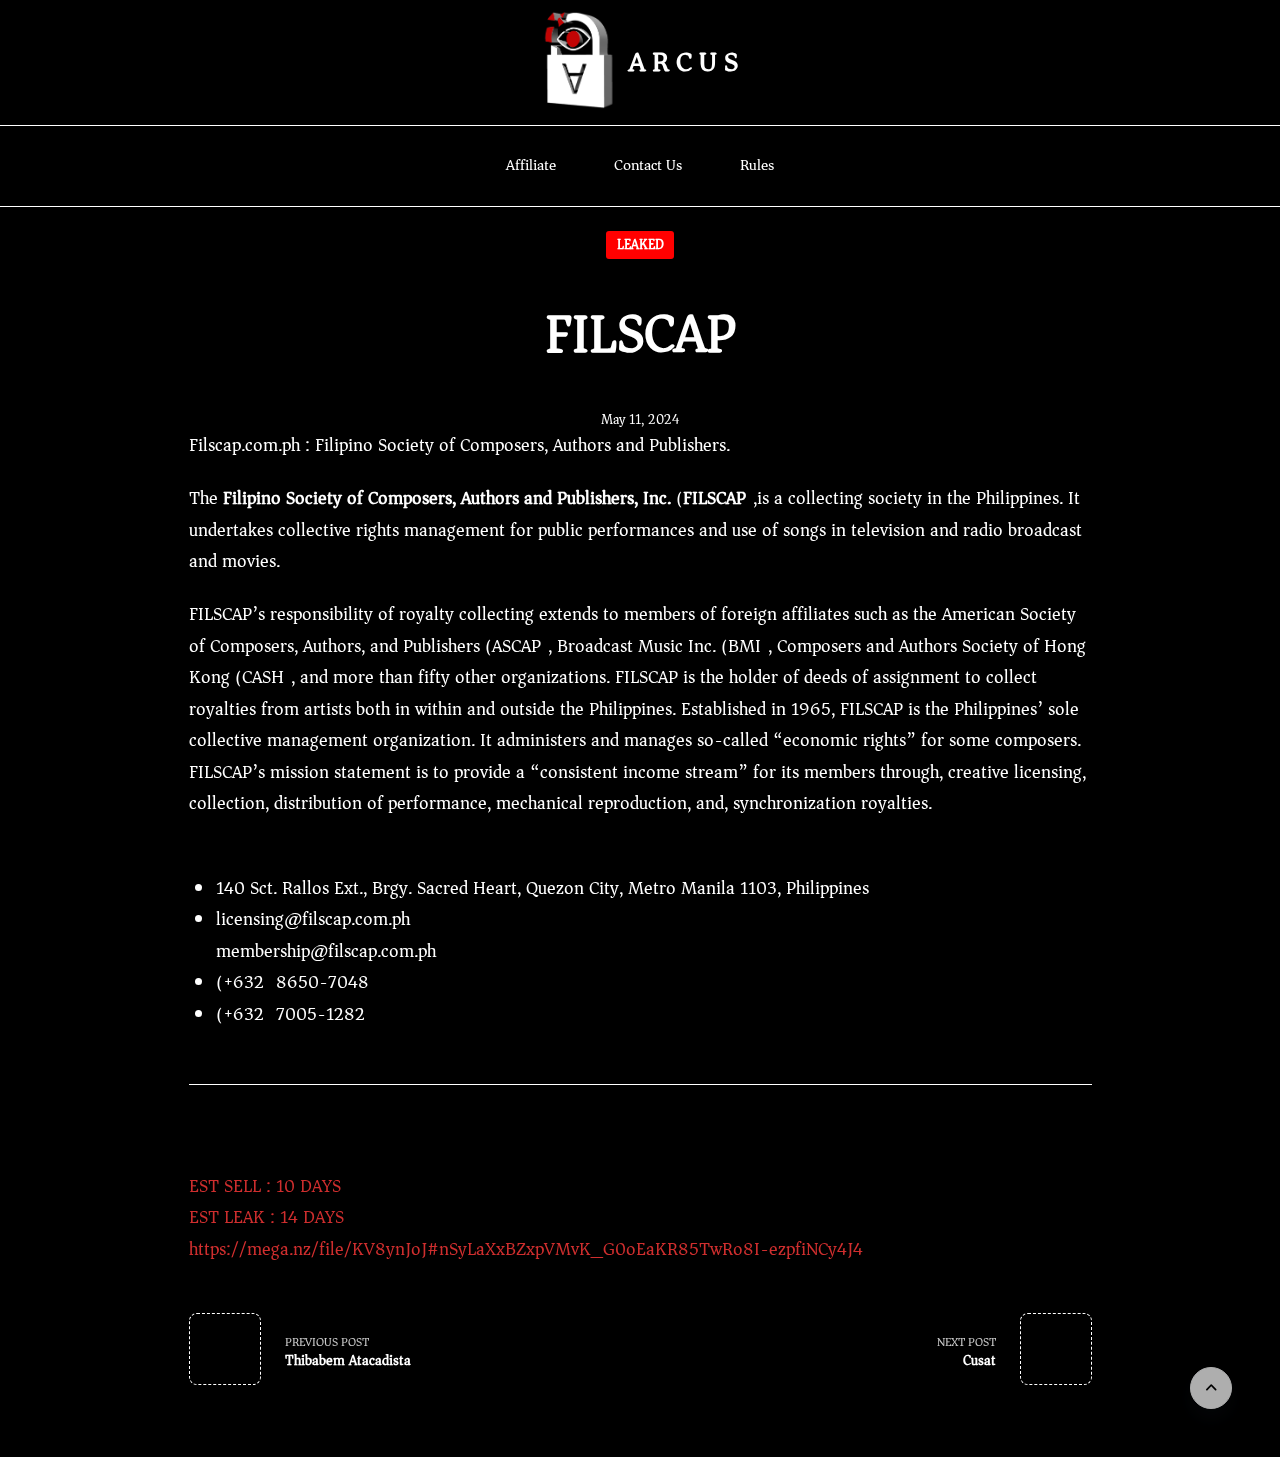 ARCUS
Affiliate Contact Us Rules
LEAKED
FILSCAP
May 11, 2024
Filscap.com.ph : Filipino Society of Composers, Authors and Publishers.
The Filipino Society of Composers, Authors and Publishers, Inc. (FILSCAP ,is a collecting society in the Philippines. It
undertakes collective rights management for public performances and use of songs in television and radio broadcast
and movies.
FILSCAP’s responsibility of royalty collecting extends to members of foreign affiliates such as the American Society
of Composers, Authors, and Publishers (ASCAP , Broadcast Music Inc. (BMI , Composers and Authors Society of Hong
Kong (CASH , and more than fifty other organizations. FILSCAP is the holder of deeds of assignment to collect
royalties from artists both in within and outside the Philippines. Established in 1965, FILSCAP is the Philippines’ sole
collective management organization. It administers and manages so-called “economic rights” for some composers.
FILSCAP’s mission statement is to provide a “consistent income stream” for its members through, creative licensing,
collection, distribution of performance, mechanical reproduction, and, synchronization royalties.
140 Sct. Rallos Ext., Brgy. Sacred Heart, Quezon City, Metro Manila 1103, Philippines
licensing@filscap.com.ph
membership@filscap.com.ph
(+632 8650-7048
(+632 7005-1282
EST SELL : 10 DAYS
EST LEAK : 14 DAYS
https://mega.nz/file/KV8ynJoJ#nSyLaXxBZxpVMvK_G0oEaKR85TwRo8I-ezpfiNCy4J4
PREVIOUS POST
Thibabem Atacadista
NEXT POST
Cusat